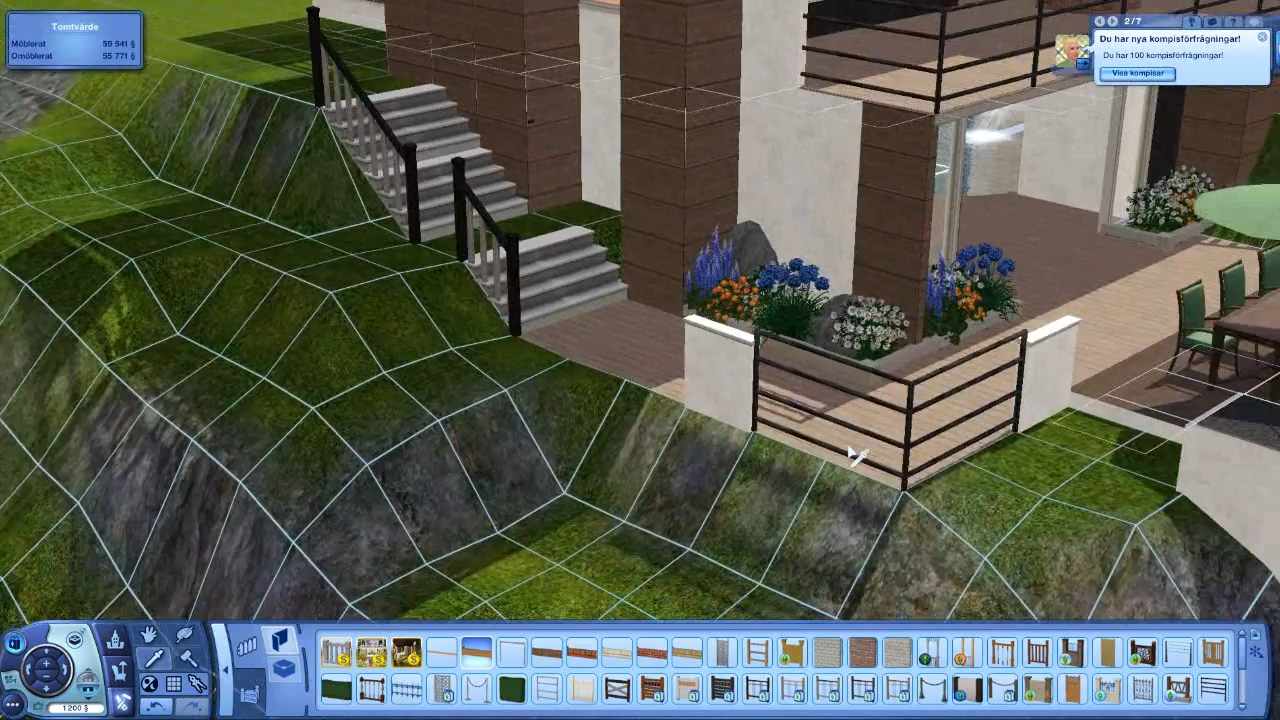 Tomtvärde
Möblerat 59 541 §
Omöblerat 55 771 §
2/7
Du har nya kompisförfrågningar!
Du har 100 kompisförfrågningar!
Visa kompisar
1200 §